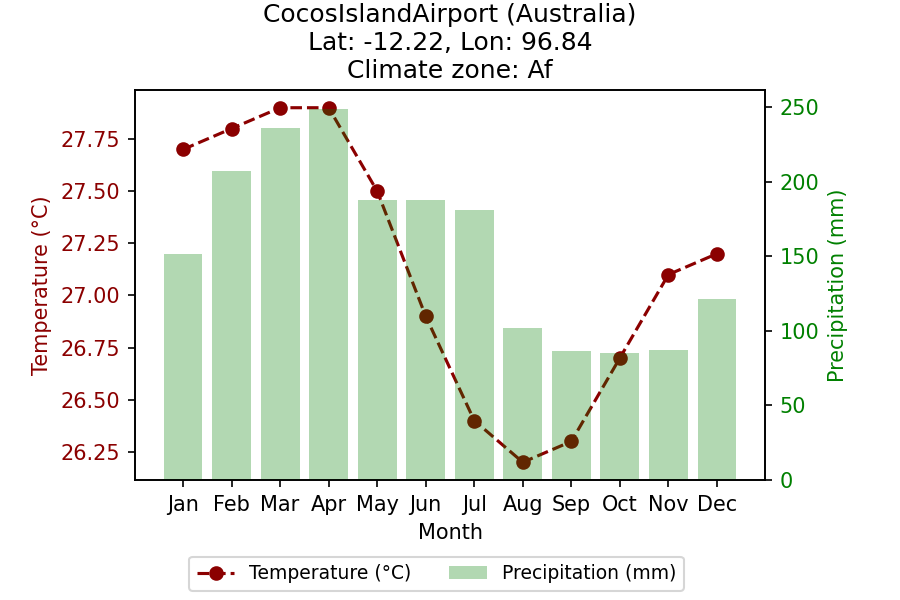 CocosIslandAirport (Australia)
Lat: -12.22, Lon: 96.84
Climate zone: Af
27.75
27.50
27.25
27.00
26.75
26.50
26.25
Temperature (°C)
250
200
150
100
50
0
Precipitation (mm)
Jan Feb Mar Apr May Jun Jul Aug Sep Oct Nov Dec
Month
Temperature (°C) Precipitation (mm)